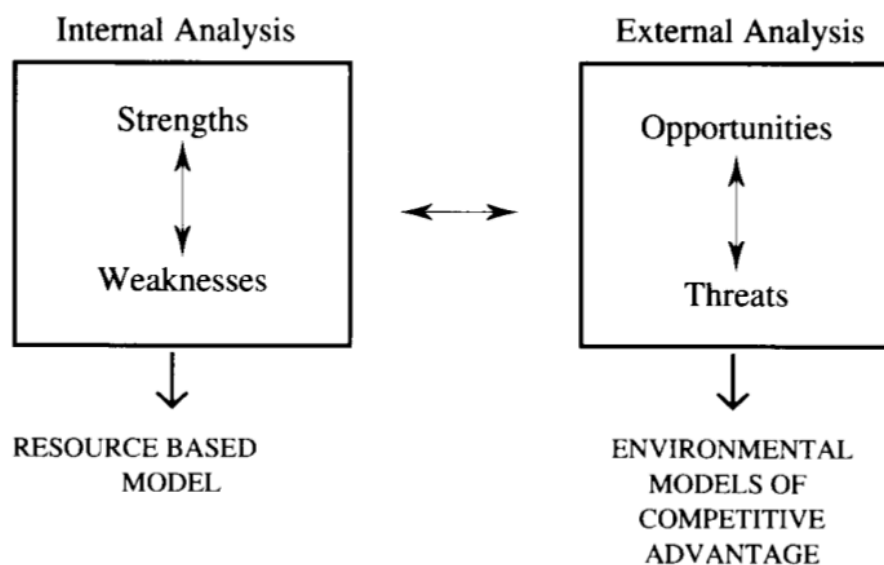 Internal Analysis
Strengths
Weaknesses
RESOURCE BASED
MODEL
External Analysis
Opportunities
Threats
ENVIRONMENTAL
MODELS OF
COMPETITIVE
ADVANTAGE